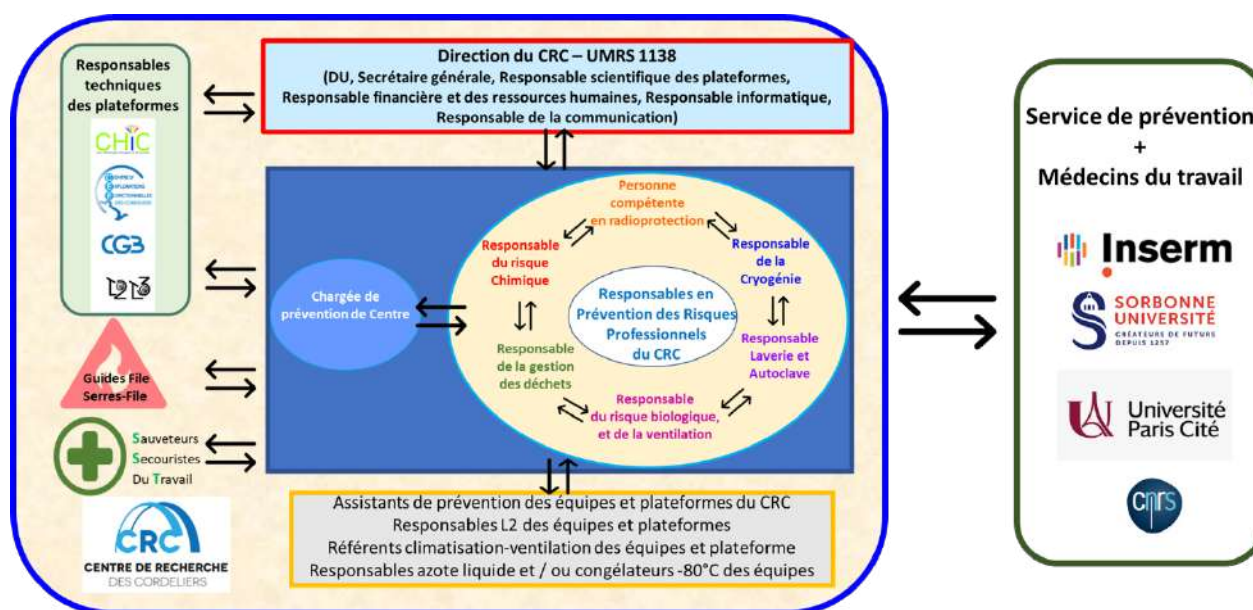 Responsables
techniques
des plateformes
CHiC
CGB
Guides File
Serres-File
Sauveteurs
Secouristes
Du Travail
CRC
CENTRE DE RECHERCHE
DES CORDELIERS
Direction du CRC – UMRS 1138
(DU, Secrétaire générale, Responsable scientifique des plateformes,
Responsable financière et des ressources humaines, Responsable informatique,
Responsable de la communication)
Chargée de
prévention de Centre
Personne
compétente
en radioprotection
Responsable
du risque
Chimique
Responsable
de la
Cryogénie
Responsables en
Prévention des Risques
Professionnels
du CRC
Responsable
de la gestion
des déchets
Responsable
Laverie et
Autoclave
Responsable
du risque biologique,
et de la ventilation
Assistants de prévention des équipes et plateformes du CRC
Responsables L2 des équipes et plateformes
Référents climatisation-ventilation des équipes et plateforme
Responsables azote liquide et / ou congélateurs -80°C des équipes
Service de prévention
+
Médecins du travail
Inserm
SORBONNE
UNIVERSITÉ
CRÉATEURS DE FUTURS
DEPUIS 1257
Université
Paris Cité
cnrs